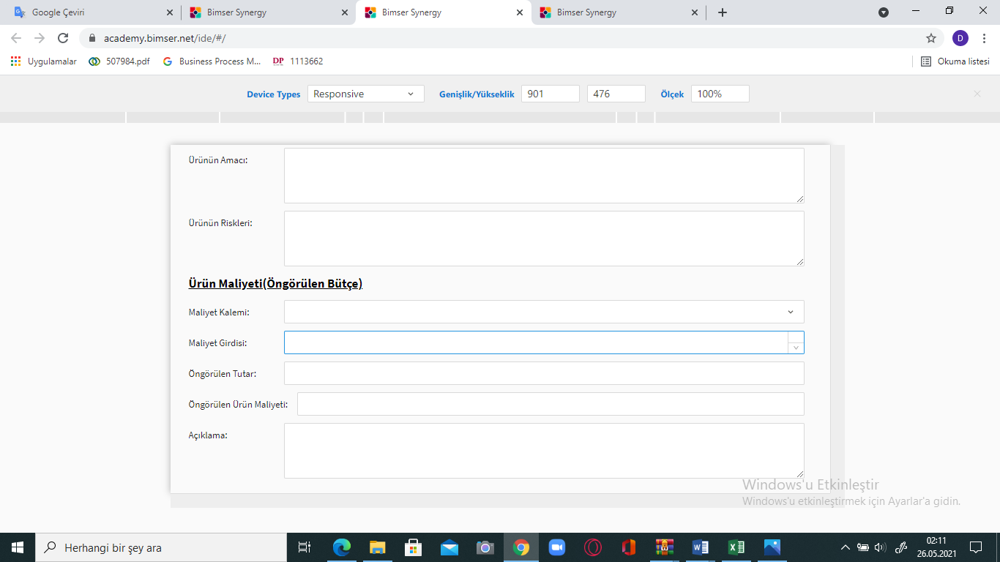 Google Çeviri
Bimser Synergy
Bimser Synergy
Bimser Synergy
academy.bimser.net/ide/#/
D
Uygulamalar
507984.pdf
Business Process M...
DP 1113662
Okuma listesi
Device Types
Responsive
Genişlik/Yükseklik
901
476
Ölçek
100%
Ürünün Amacı:
Ürünün Riskleri:
Ürün Maliyeti(Öngörülen Bütçe)
Maliyet Kalemi:
Maliyet Girdisi:
Öngörülen Tutar:
Öngörülen Ürün Maliyeti:
Açıklama:
Windows'u Etkinleştir
Windows'u etkinleştirmek için Ayarlar'a gidin.
Herhangi bir şey ara
02:11
26.05.2021